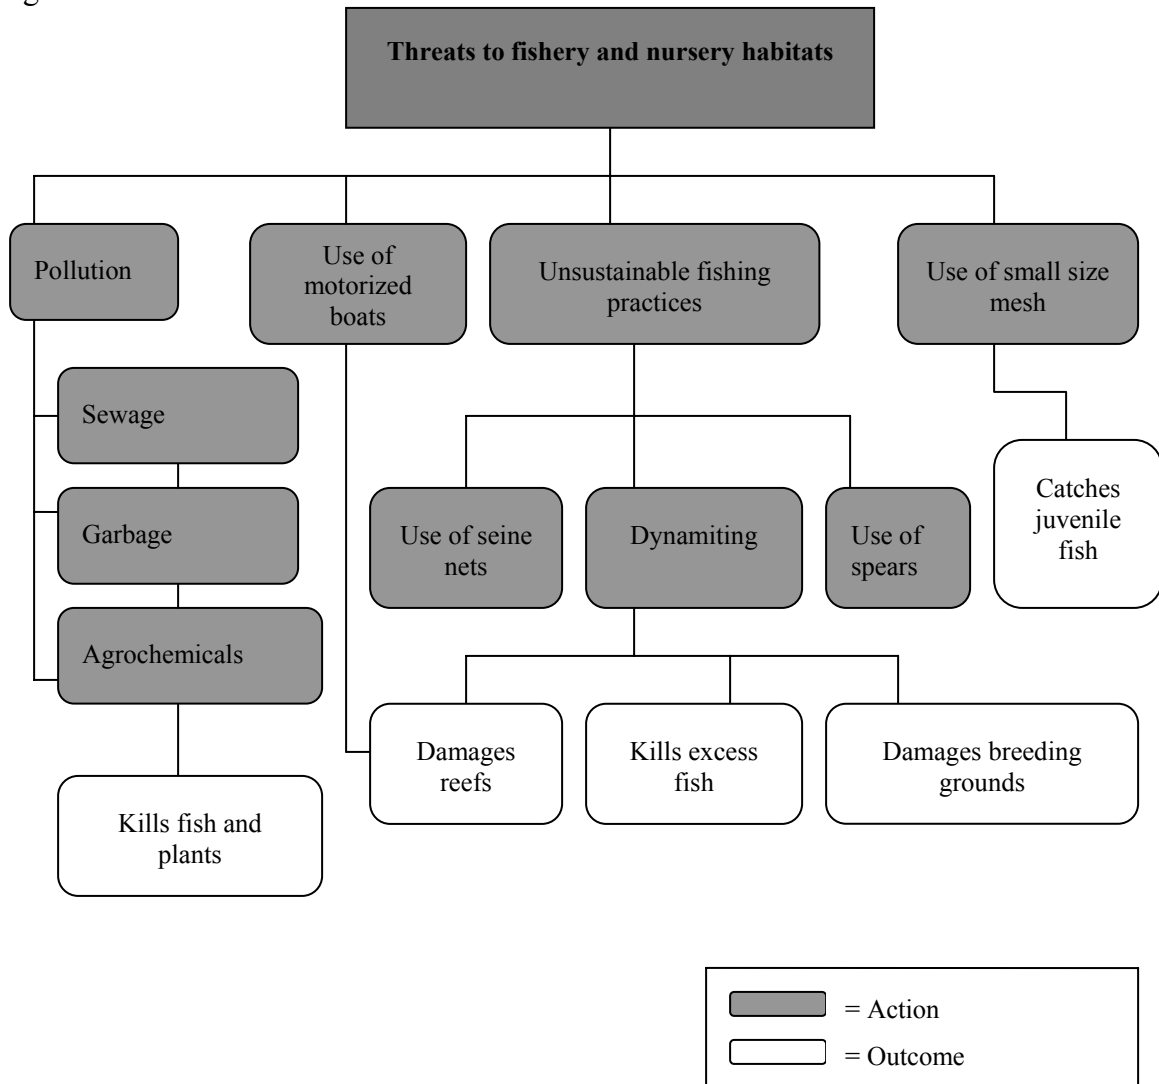 Threats to fishery and nursery habitats
Pollution
Use of
motorized
boats
Unsustainable fishing
practices
Use of small size
mesh
Sewage
Garbage
Agrochemicals
Use of seine
nets
Dynamiting
Use of
spears
Catches
juvenile
fish
Damages
reefs
Kills excess
fish
Damages breeding
grounds
Kills fish and
plants
= Action
= Outcome